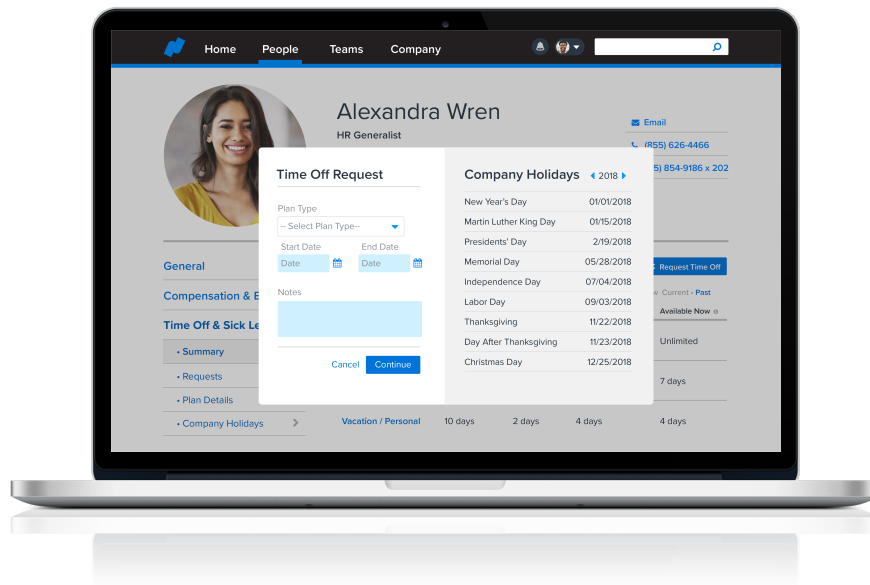 Home People Teams Company
Alexandra Wren
HR Generalist
Email
(855) 626-4466
5) 854-9186 x 202
General
Compensation &
Time Off & Sick Le
• Summary
• Requests
• Plan Details
• Company Holidays
Time Off Request
Plan Type
-- Select Plan Type--
Start Date End Date
Date Date
Notes
Cancel Continue
Company Holidays 2018
New Year's Day 01/01/2018
Martin Luther King Day 01/15/2018
Presidents' Day 2/19/2018
Memorial Day 05/28/2018
Independence Day 07/04/2018
Labor Day 09/03/2018
Thanksgiving 11/22/2018
Day After Thanksgiving 11/23/2018
Christmas Day 12/25/2018
Request Time Off
Current • Past
Available Now
Unlimited
7 days
Vacation / Personal 10 days 2 days 4 days 4 days